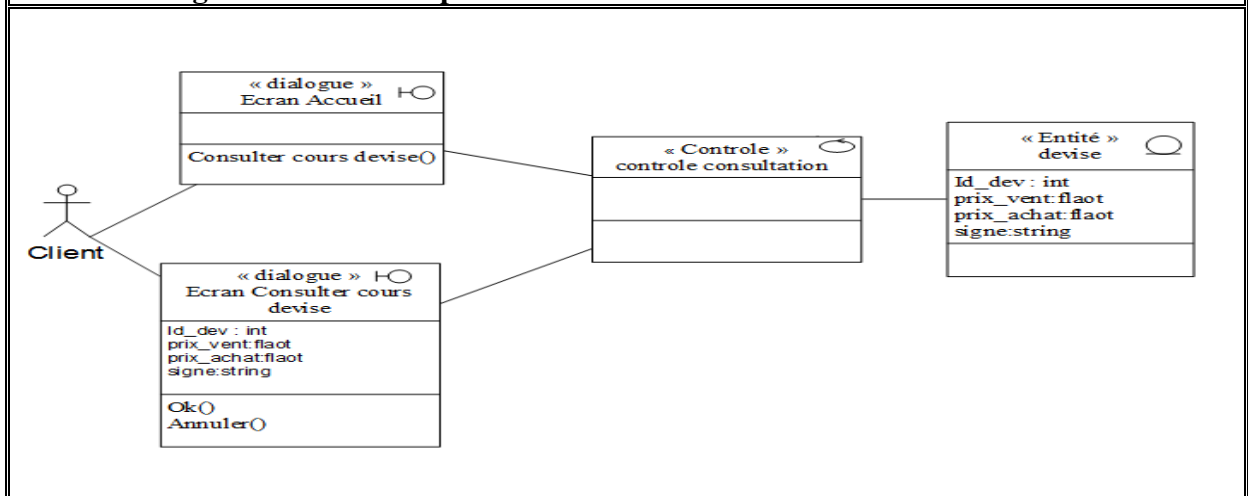 « dialogue »
Ecran Accueil
Consulter cours devise()
« Controle »
controle consultation
« Entité »
devise
Id_dev : int
prix_vent:flaot
prix_achat:flaot
signe:string
Client
« dialogue »
Ecran Consulter cours
devise
Id_dev : int
prix_vent:flaot
prix_achat:flaot
signe:string
Ok()
Annuler()